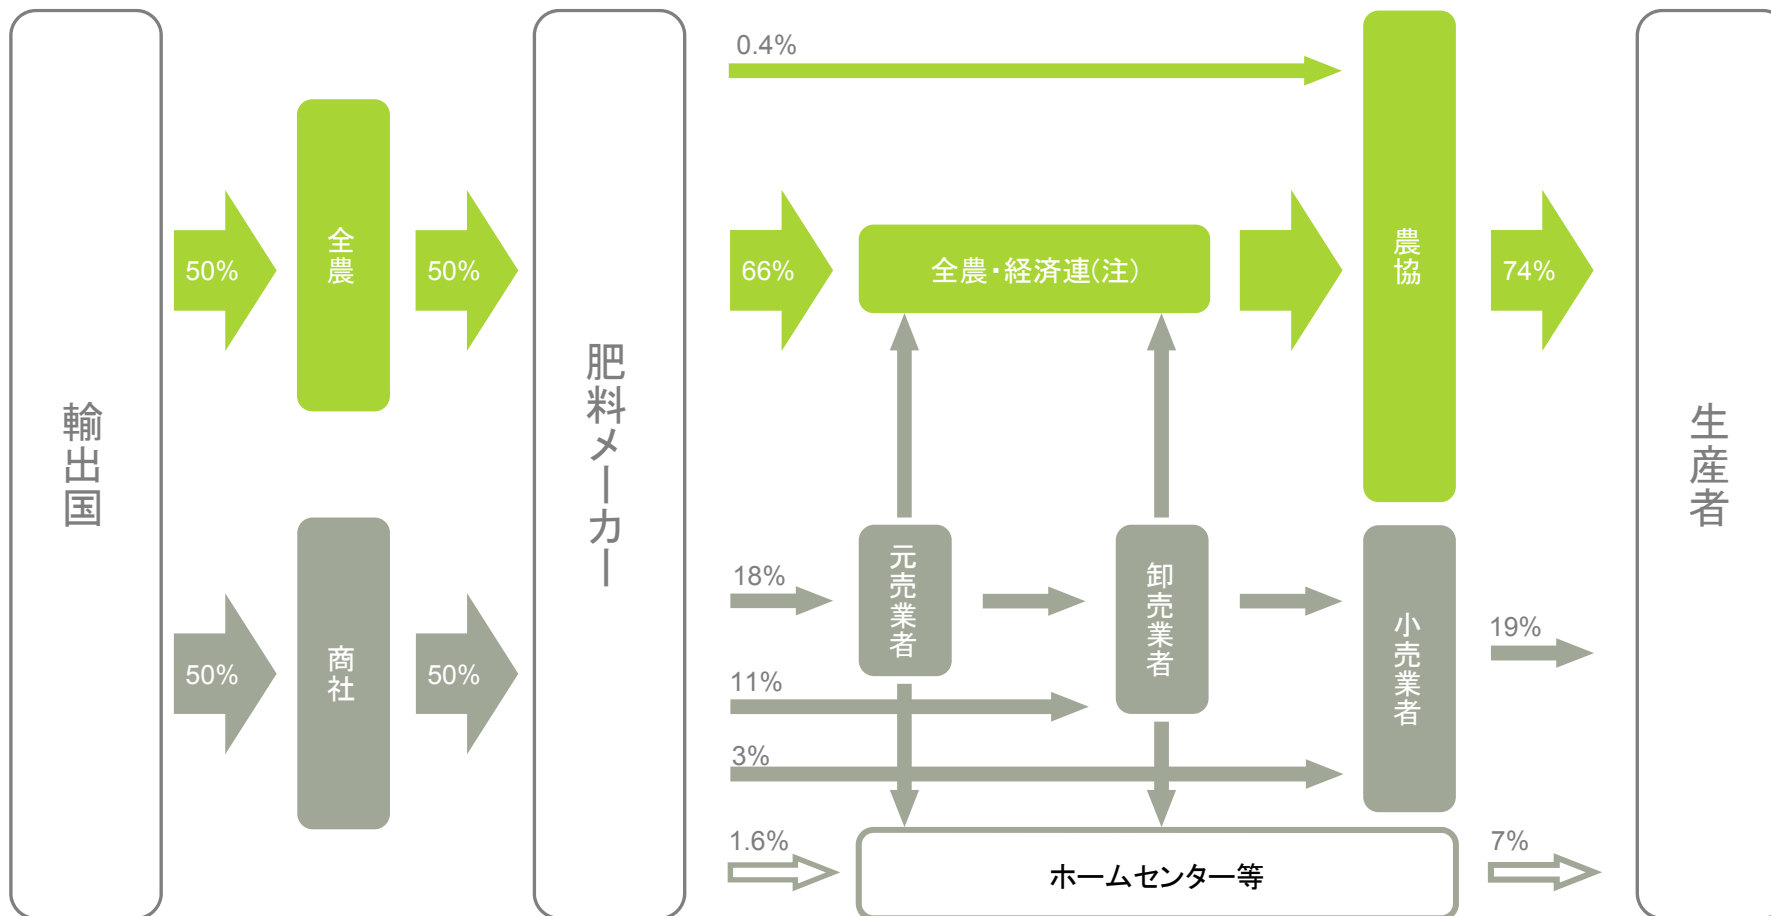 輸出国
50%
全農
50%
50%
商社
50%
肥料メーカー
0.4%
66%
全農・経済連(注)
農協
74%
18%
元売業者
卸売業者
小売業者
19%
11%
3%
1.6%
ホームセンター等
7%
生産者